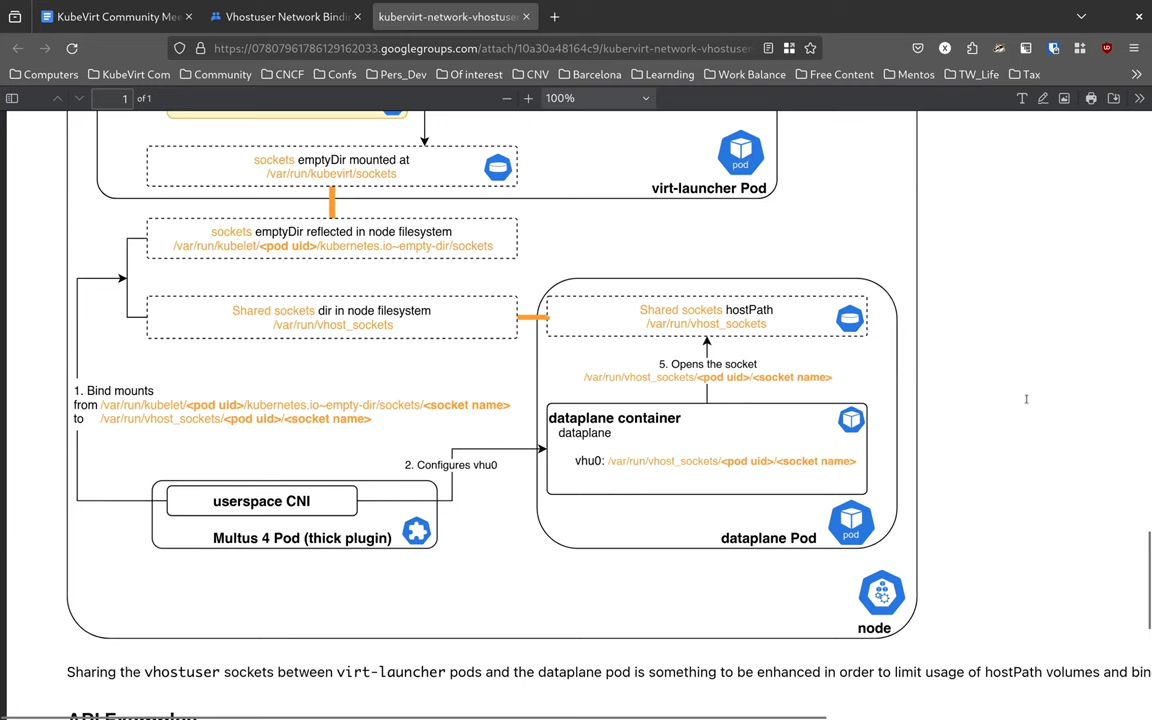 KubeVirt Community Mee
Vhostuser Network Bindin
kubervirt-network-vhostuse
https://07807961786129162033.googlegroups.com/attach/10a30a48164c9/kubervirt-network-vhostuse
Computers
KubeVirt Com
Community
CNCF
Confs
Pers_Dev
Of interest
CNV
Barcelona
Learnding
Work Balance
Free Content
Mentos
TW_Life
Tax
1 of 1
100%
sockets emptyDir mounted at
/var/run/kubevirt/sockets
pod
virt-launcher Pod
sockets emptyDir reflected in node filesystem
/var/run/kubelet/<pod uid>/kubernetes.io~empty-dir/sockets
Shared sockets dir in node filesystem
/var/run/vhost_sockets
Shared sockets hostPath
/var/run/vhost_sockets
5. Opens the socket
/var/run/vhost_sockets/<pod uid>/<socket name>
1. Bind mounts
from /var/run/kubelet/<pod uid>/kubernetes.io~empty-dir/sockets/<socket name>
to /var/run/vhost_sockets/<pod uid>/<socket name>
dataplane container
dataplane
vhu0: /var/run/vhost_sockets/<pod uid>/<socket name>
2. Configures vhu0
userspace CNI
Multus 4 Pod (thick plugin)
dataplane Pod
pod
node
Sharing the vhostuser sockets between virt-launcher pods and the dataplane pod is something to be enhanced in order to limit usage of hostPath volumes and bin
API Examples